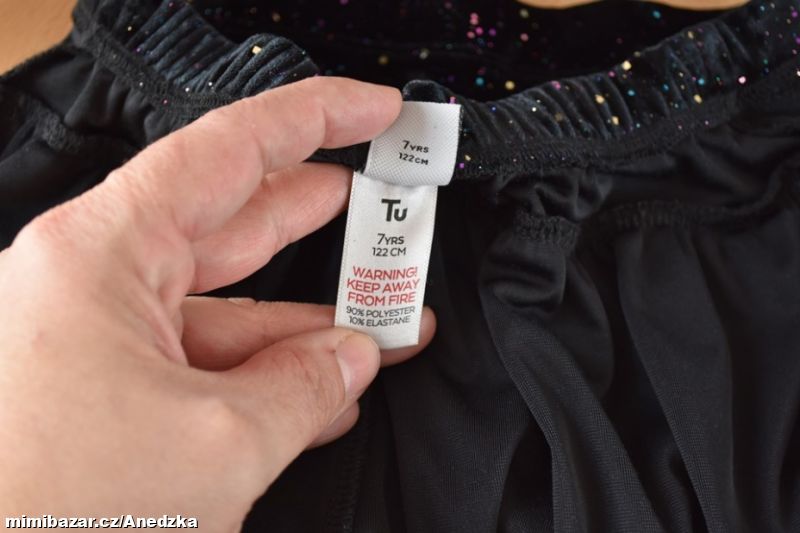 7YRS
122CM
TU
7YRS
122 CM
WARNING!
KEEP AWAY
FROM FIRE
90% POLYESTER
10% ELASTANE
mimibazar.cz/Anedzka